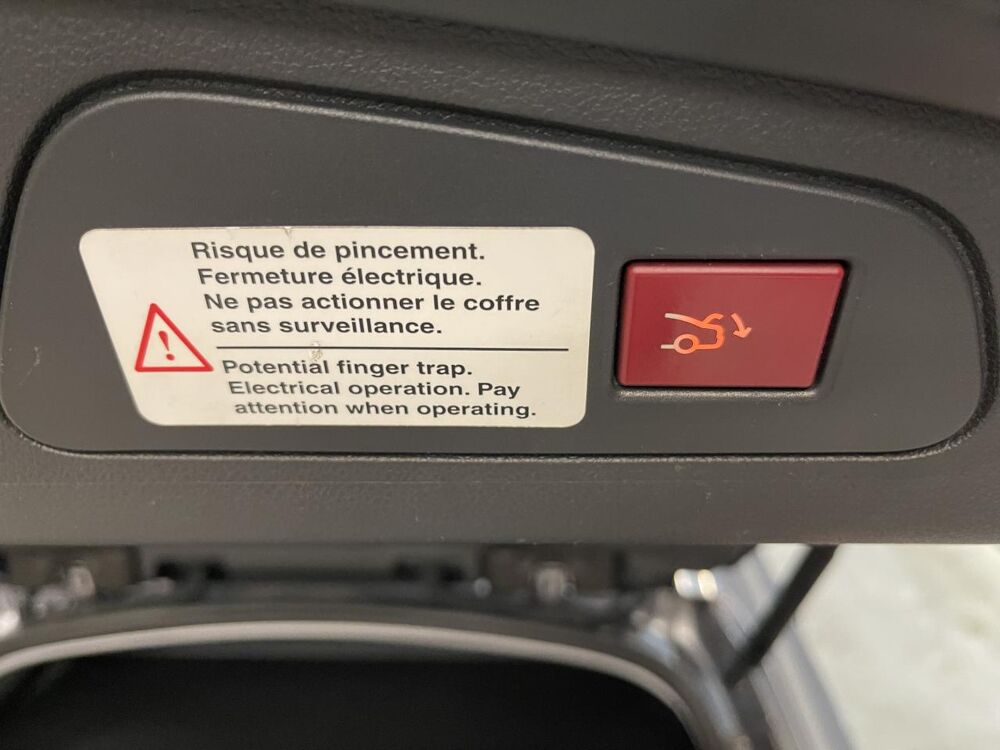 Risque de pincement.
Fermeture électrique.
Ne pas actionner le coffre
sans surveillance.
Potential finger trap.
Electrical operation. Pay
attention when operating.